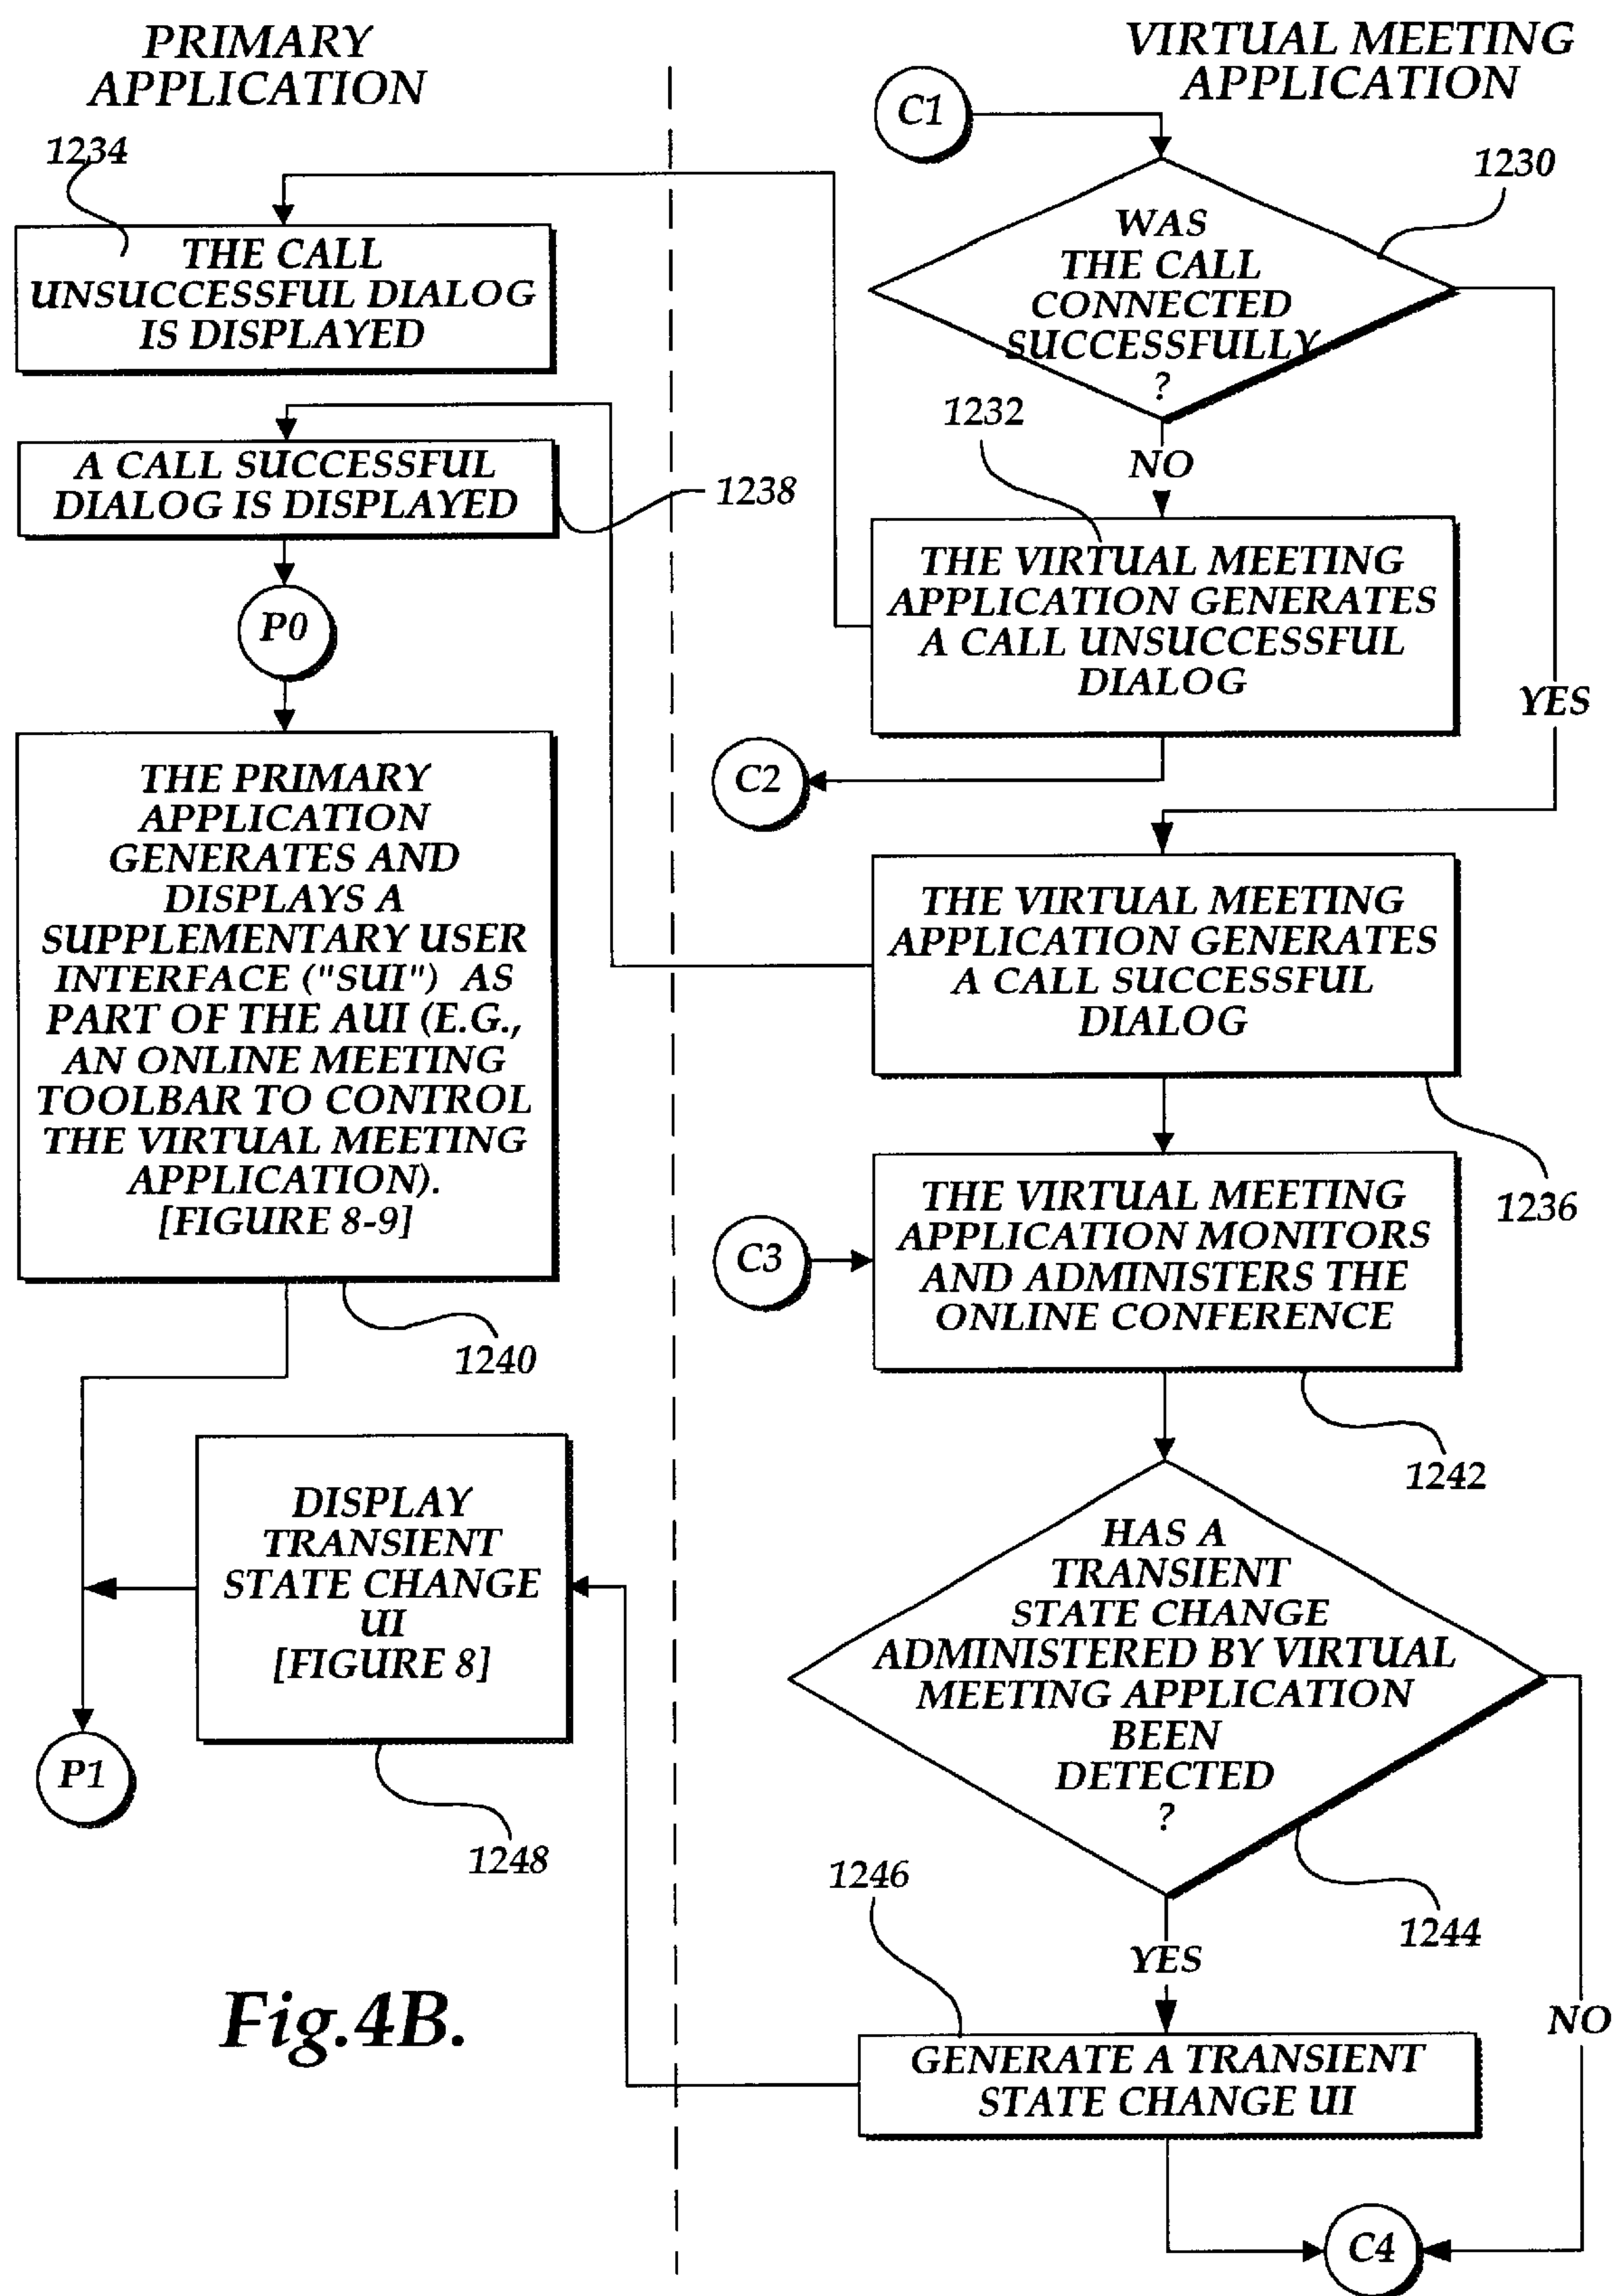 PRIMARY
APPLICATION
VIRTUAL MEETING
APPLICATION
C1
1234
1230
THE CALL
UNSUCCESSFUL DIALOG
IS DISPLAYED
WAS
THE CALL
CONNECTED
SUCCESSFULLY
?
1232
NO
A CALL SUCCESSFUL
DIALOG IS DISPLAYED
1238
THE VIRTUAL MEETING
APPLICATION GENERATES
A CALL UNSUCCESSFUL
DIALOG
P0
YES
C2
THE PRIMARY
APPLICATION
GENERATES AND
DISPLAYS A
SUPPLEMENTARY USER
INTERFACE ("SUI") AS
PART OF THE AUI (E.G.,
AN ONLINE MEETING
TOOLBAR TO CONTROL
THE VIRTUAL MEETING
APPLICATION).
[FIGURE 8-9]
THE VIRTUAL MEETING
APPLICATION GENERATES
A CALL SUCCESSFUL
DIALOG
1236
C3
THE VIRTUAL MEETING
APPLICATION MONITORS
AND ADMINISTERS THE
ONLINE CONFERENCE
1240
1242
DISPLAY
TRANSIENT
STATE CHANGE
UI
[FIGURE 8]
HAS A
TRANSIENT
STATE CHANGE
ADMINISTERED BY VIRTUAL
MEETING APPLICATION
BEEN
DETECTED
?
P1
1248
1246
1244
YES
Fig.4B.
NO
GENERATE A TRANSIENT
STATE CHANGE UI
C4